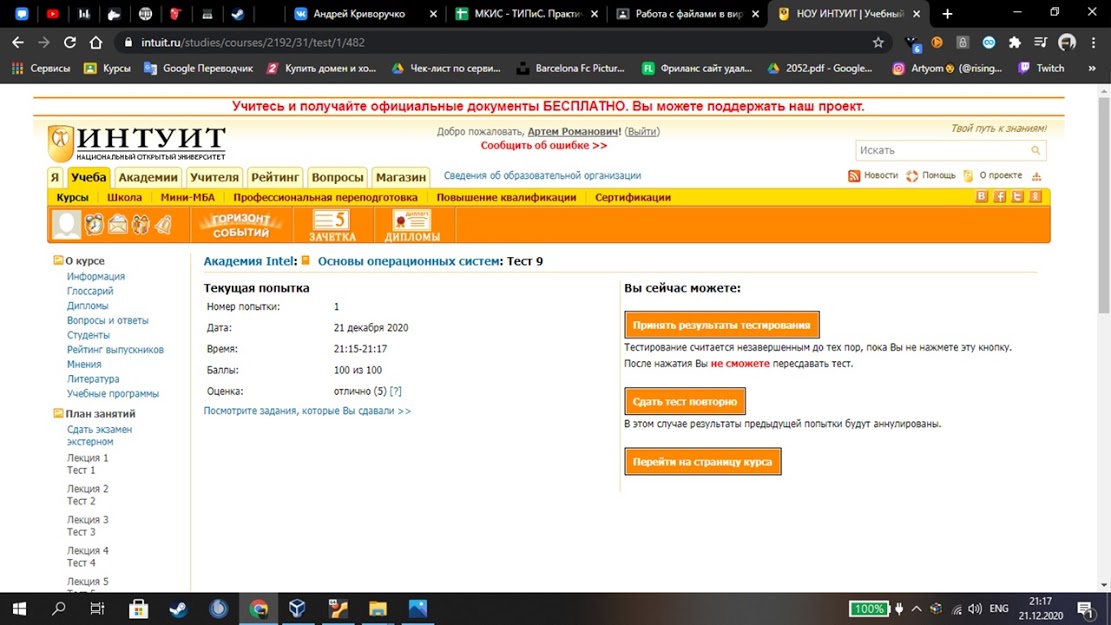 Андрей Криворучко
МКИС - ТИПиС. Практич
Работа с файлами в вир
НОУ ИНТУИТ | Учебный
intuit.ru/studies/courses/2192/31/test/1/482
6
Сервисы
Курсы
Google Переводчик
Купить домен и хо...
Чек-лист по серви...
Barcelona Fc Pictur...
Фриланс сайт удал...
2052.pdf - Google...
Artyom (@rising...
Twitch
»
Учитесь и получайте официальные документы БЕСПЛАТНО. Вы можете поддержать наш проект.
ИНТУИТ
НАЦИОНАЛЬНЫЙ ОТКРЫТЫЙ УНИВЕРСИТЕТ
Добро пожаловать, Артем Романович! (Выйти)
Сообщить об ошибке >>
Твой путь к знаниям!
Искать
Я
Учеба
Академии
Учителя
Рейтинг
Вопросы
Магазин
Сведения об образовательной организации
Новости
Помощь
О проекте
Курсы
Школа
Мини-МБА
Профессиональная переподготовка
Повышение квалификации
Сертификации
ГОРИЗОНТ
СОБЫТИЙ
5
ЗАЧЕТКА
ДИПЛОМЫ
О курсе
Информация
Глоссарий
Дипломы
Вопросы и ответы
Студенты
Рейтинг выпускников
Мнения
Литература
Учебные программы
План занятий
Сдать экзамен
экстерном
Лекция 1
Тест 1
Лекция 2
Тест 2
Лекция 3
Тест 3
Лекция 4
Тест 4
Лекция 5
Академия Intel: Основы операционных систем: Тест 9
Текущая попытка
Номер попытки: 1
Дата: 21 декабря 2020
Время: 21:15-21:17
Баллы: 100 из 100
Оценка: отлично (5) [?]
Посмотрите задания, которые Вы сдавали >>
Вы сейчас можете:
Принять результаты тестирования
Тестирование считается незавершенным до тех пор, пока Вы не нажмете эту кнопку.
После нажатия Вы не сможете пересдавать тест.
Сдать тест повторно
В этом случае результаты предыдущей попытки будут аннулированы.
Перейти на страницу курса
100%
ENG
21:17
21.12.2020
1